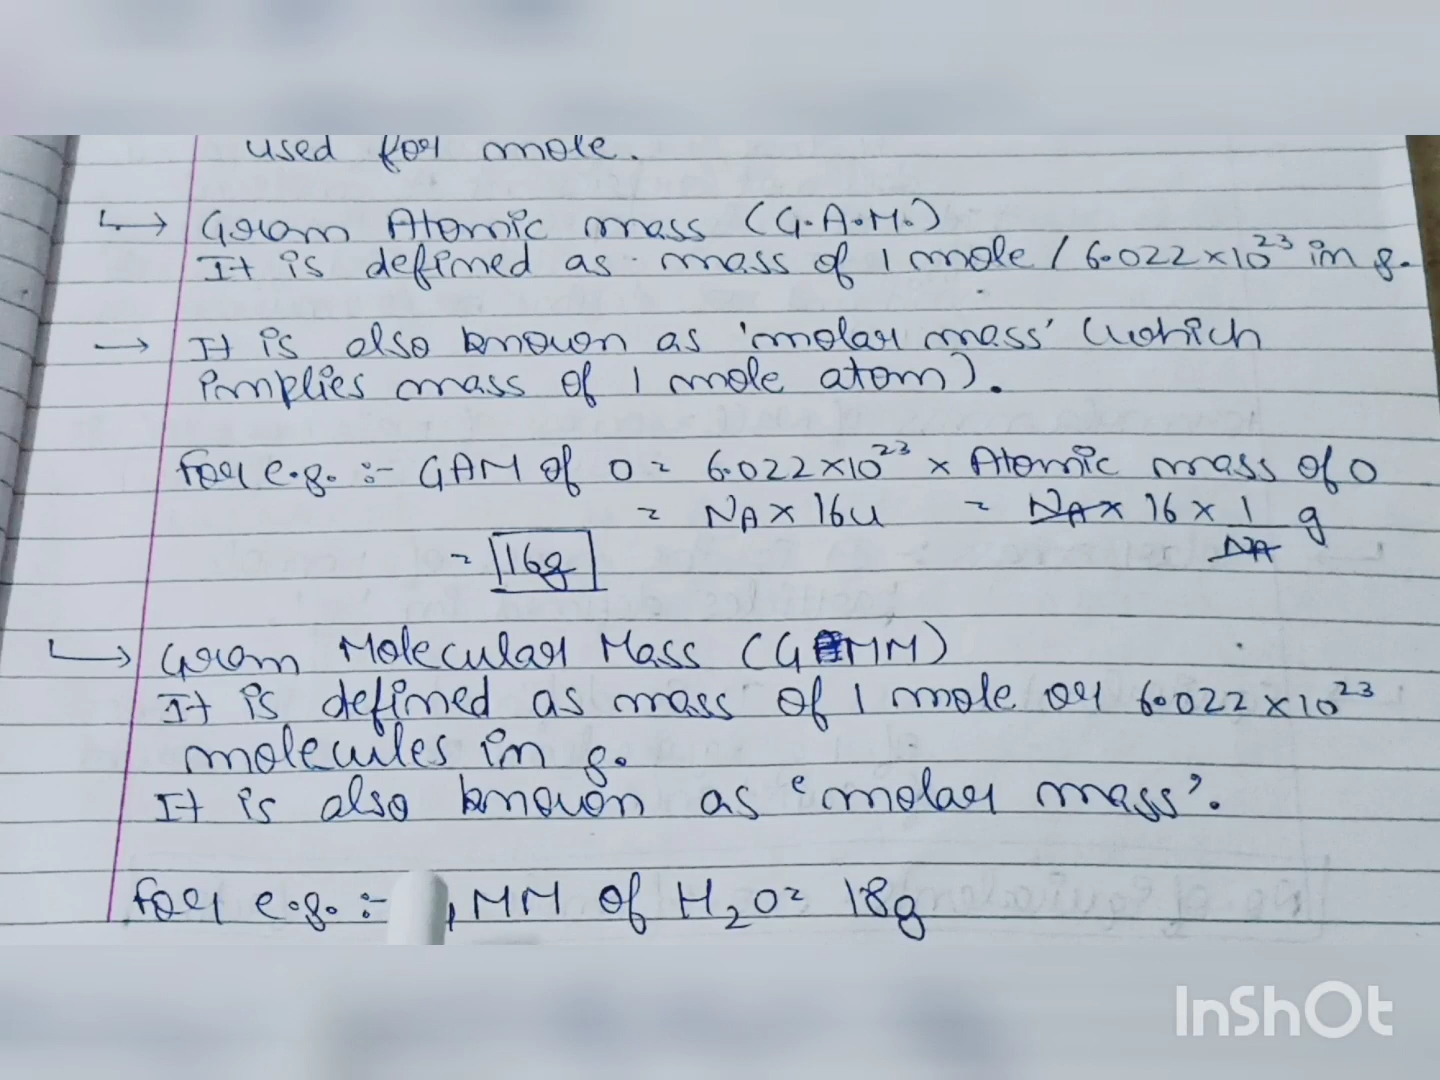 used for mole.
↳ Gram Atomic mass (G.A.M.)
It is defined as mass of 1 mole / 6.022×10²³ in g.
→ It is also known as 'molar mass' (which
implies mass of 1 mole atom).
For e.g. :- GAM of O = 6.022×10²³ × Atomic mass of O
= NA × 16u = NA × 16 × 1/NA g
= 16g
↳ Gram Molecular Mass (GMM)
It is defined as mass of 1 mole or 6.022×10²³
molecules in g.
It is also known as 'molar mass'.
For e.g. :- MM of H₂O = 18g
InShOt